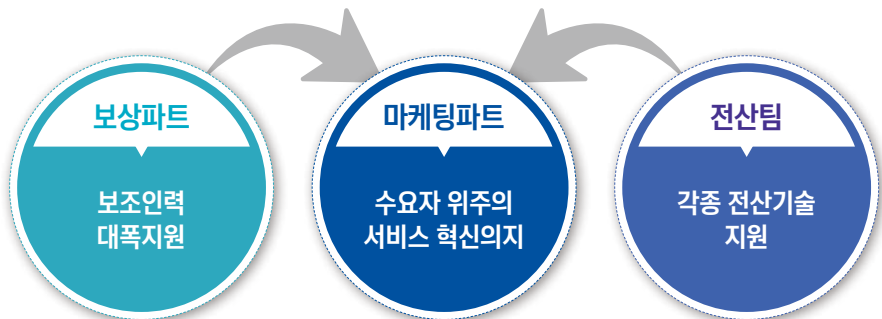 보상파트
보조인력
대폭지원
마케팅파트
수요자 위주의
서비스 혁신의지
전산팀
각종 전산기술
지원